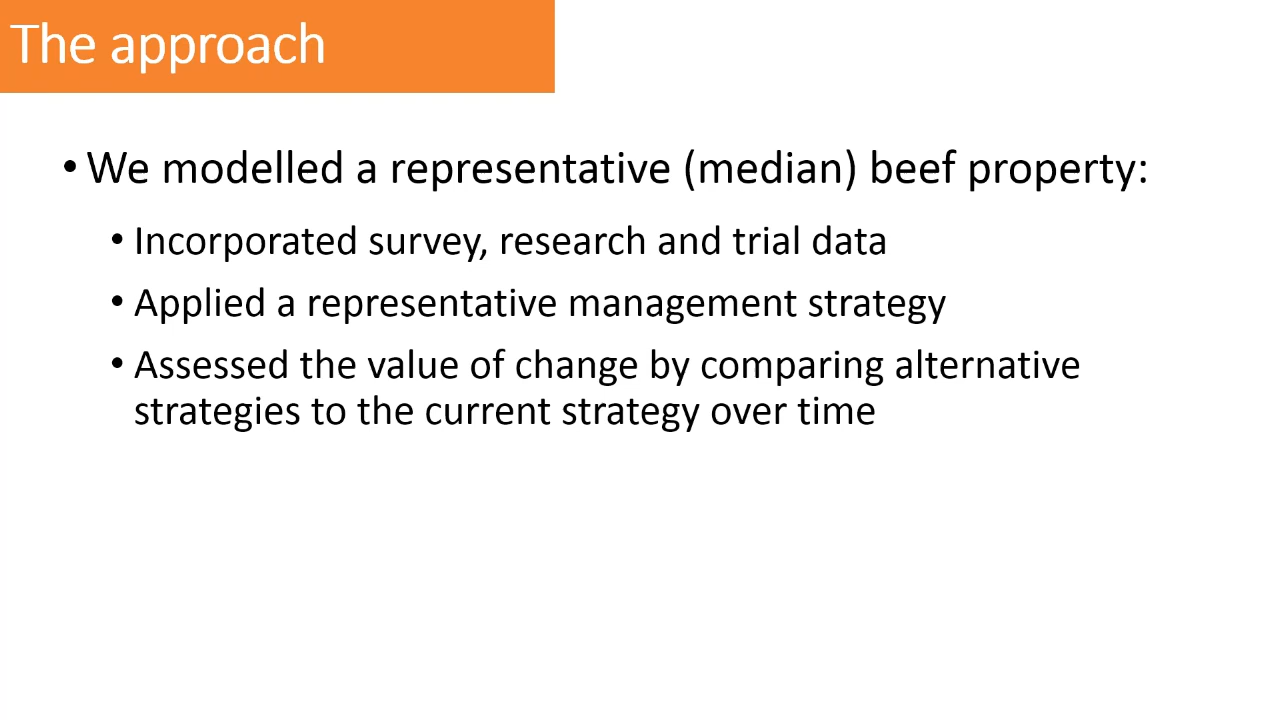 The approach
• We modelled a representative (median) beef property:
• Incorporated survey, research and trial data
• Applied a representative management strategy
• Assessed the value of change by comparing alternative
strategies to the current strategy over time